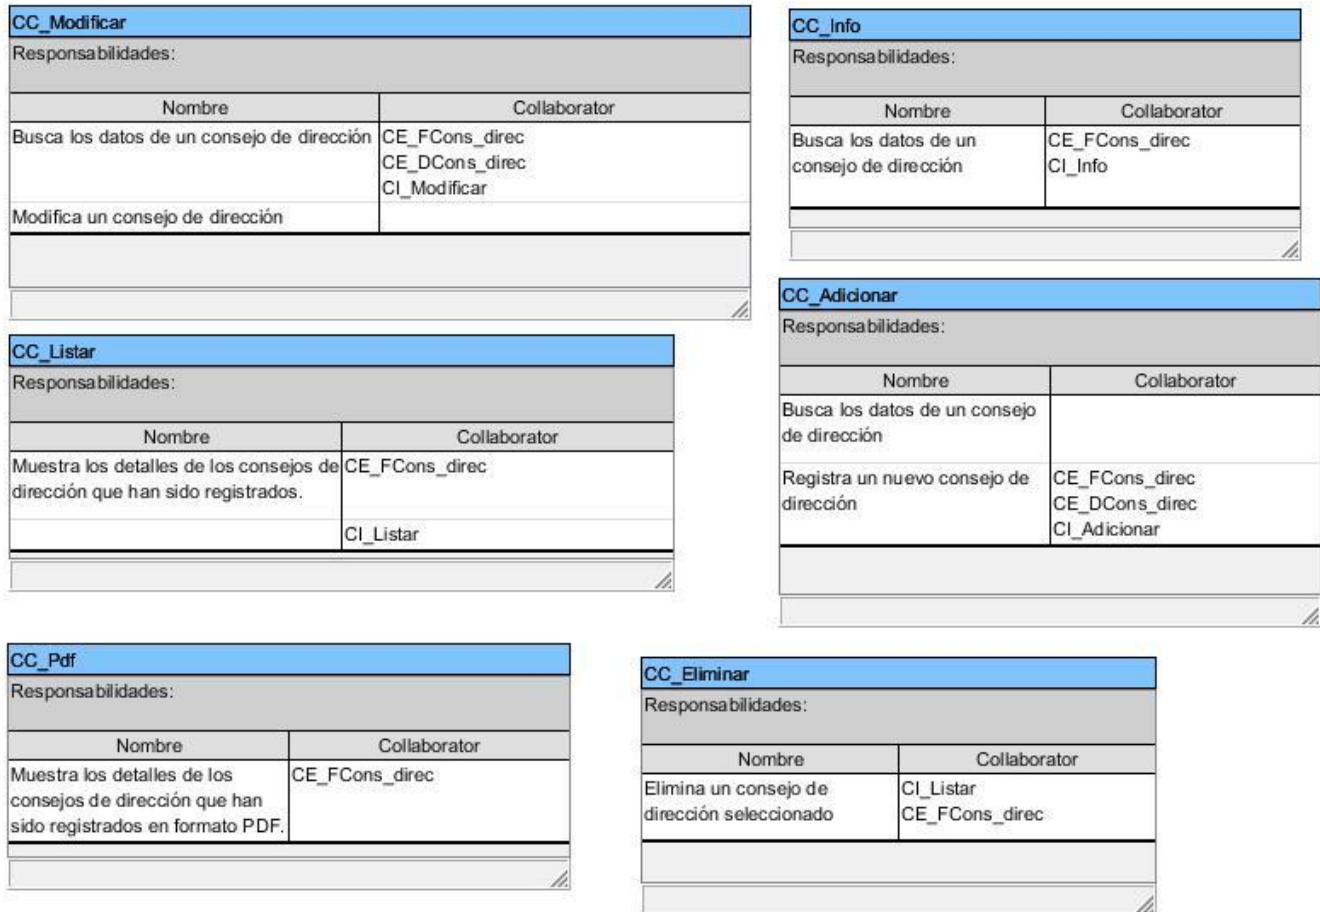 CC_Modificar
Responsabilidades:
Nombre Collaborator
Busca los datos de un consejo de dirección CE_FCons_direc
CE_DCons_direc
CI_Modificar
Modifica un consejo de dirección
CC_Info
Responsabilidades:
Nombre Collaborator
Busca los datos de un CE_FCons_direc
consejo de dirección CI_Info
CC_Listar
Responsabilidades:
Nombre Collaborator
Muestra los detalles de los consejos de CE_FCons_direc
dirección que han sido registrados.
CI_Listar
CC_Adicionar
Responsabilidades:
Nombre Collaborator
Busca los datos de un consejo
de dirección
Registra un nuevo consejo de CE_FCons_direc
dirección CE_DCons_direc
CI_Adicionar
CC_Pdf
Responsabilidades:
Nombre Collaborator
Muestra los detalles de los CE_FCons_direc
consejos de dirección que han
sido registrados en formato PDF.
CC_Eliminar
Responsabilidades:
Nombre Collaborator
Elimina un consejo de CI_Listar
dirección seleccionado CE_FCons_direc